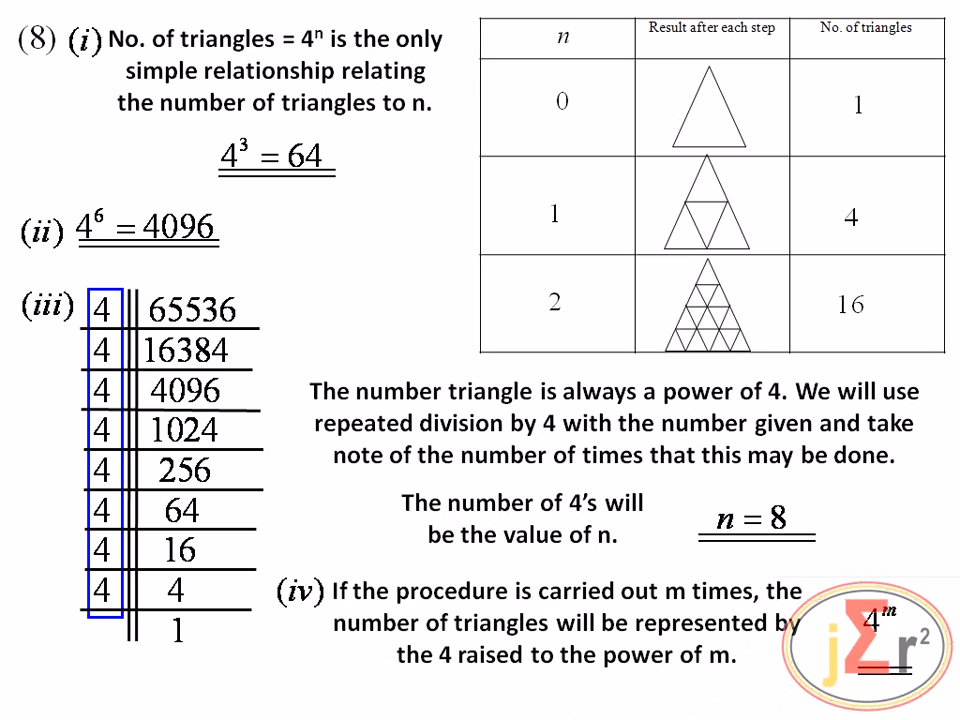 (8) (i) No. of triangles = 4ⁿ is the only
simple relationship relating
the number of triangles to n.
4³ = 64
(ii) 4⁶ = 4096
n Result after each step No. of triangles
0 1
1 4
2 16
(iii) 4 65536
4 16384
4 4096
4 1024
4 256
4 64
4 16
4 4
1
The number triangle is always a power of 4. We will use
repeated division by 4 with the number given and take
note of the number of times that this may be done.
The number of 4’s will
be the value of n.
n = 8
(iv) If the procedure is carried out m times, the
number of triangles will be represented by
the 4 raised to the power of m.
4ᵐ
jΣr²